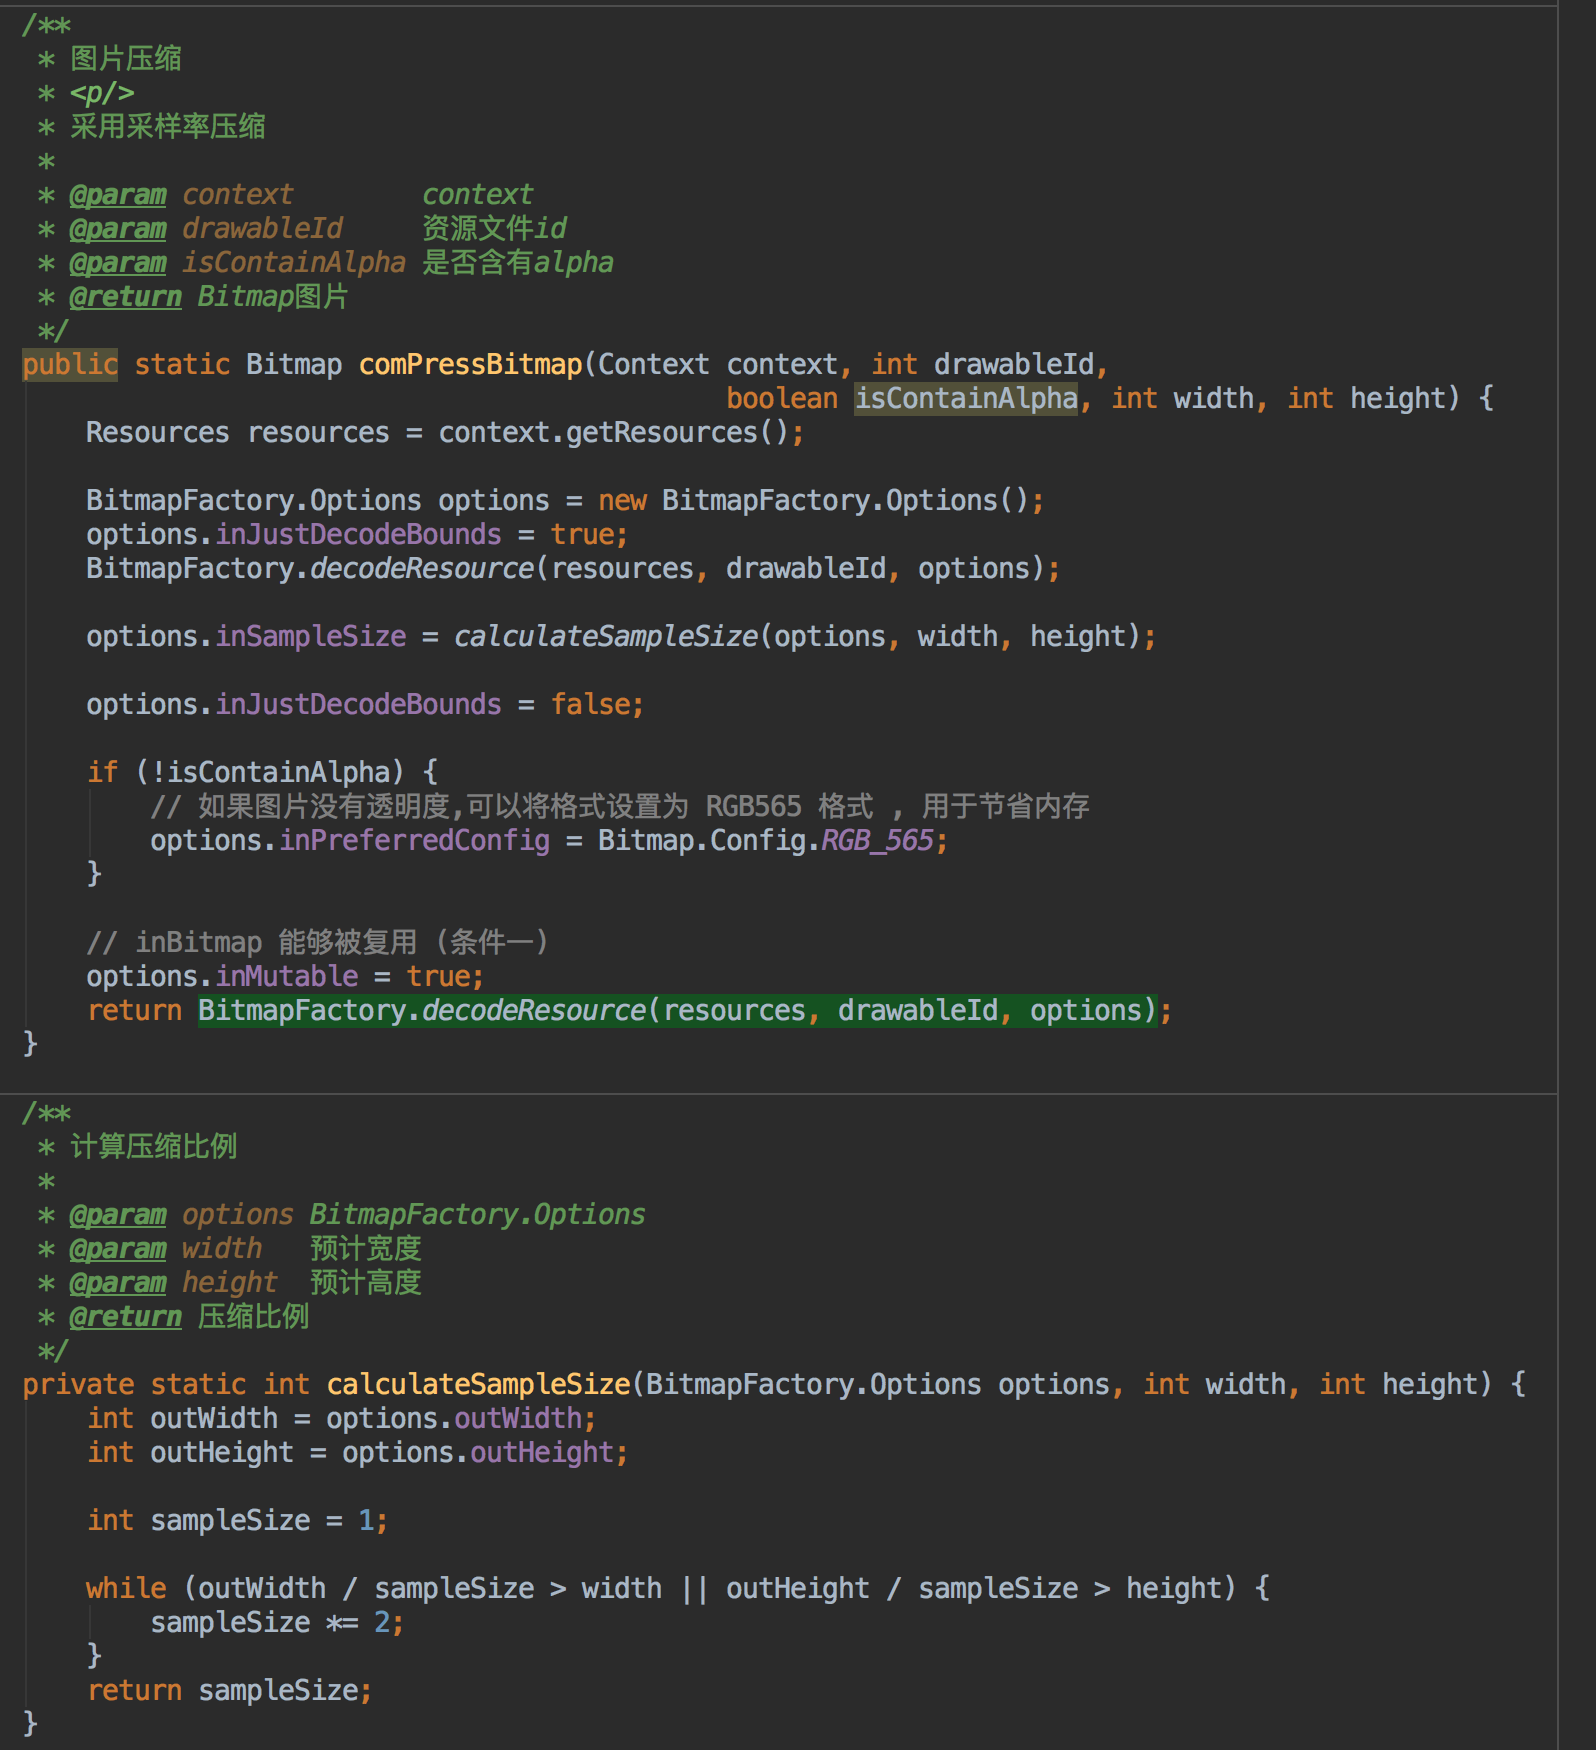 /**
 * 图片压缩
 * <p/>
 * 采用采样率压缩
 *
 * @param context        context
 * @param drawableId     资源文件id
 * @param isContainAlpha 是否含有alpha
 * @return Bitmap图片
 */
public static Bitmap comPressBitmap(Context context, int drawableId,
                                            boolean isContainAlpha, int width, int height) {
    Resources resources = context.getResources();

    BitmapFactory.Options options = new BitmapFactory.Options();
    options.inJustDecodeBounds = true;
    BitmapFactory.decodeResource(resources, drawableId, options);

    options.inSampleSize = calculateSampleSize(options, width, height);

    options.inJustDecodeBounds = false;

    if (!isContainAlpha) {
        // 如果图片没有透明度,可以将格式设置为 RGB565 格式 , 用于节省内存
        options.inPreferredConfig = Bitmap.Config.RGB_565;
    }

    // inBitmap 能够被复用 (条件一)
    options.inMutable = true;
    return BitmapFactory.decodeResource(resources, drawableId, options);
}

/**
 * 计算压缩比例
 *
 * @param options BitmapFactory.Options
 * @param width   预计宽度
 * @param height  预计高度
 * @return 压缩比例
 */
private static int calculateSampleSize(BitmapFactory.Options options, int width, int height) {
    int outWidth = options.outWidth;
    int outHeight = options.outHeight;

    int sampleSize = 1;

    while (outWidth / sampleSize > width || outHeight / sampleSize > height) {
        sampleSize *= 2;
    }
    return sampleSize;
}